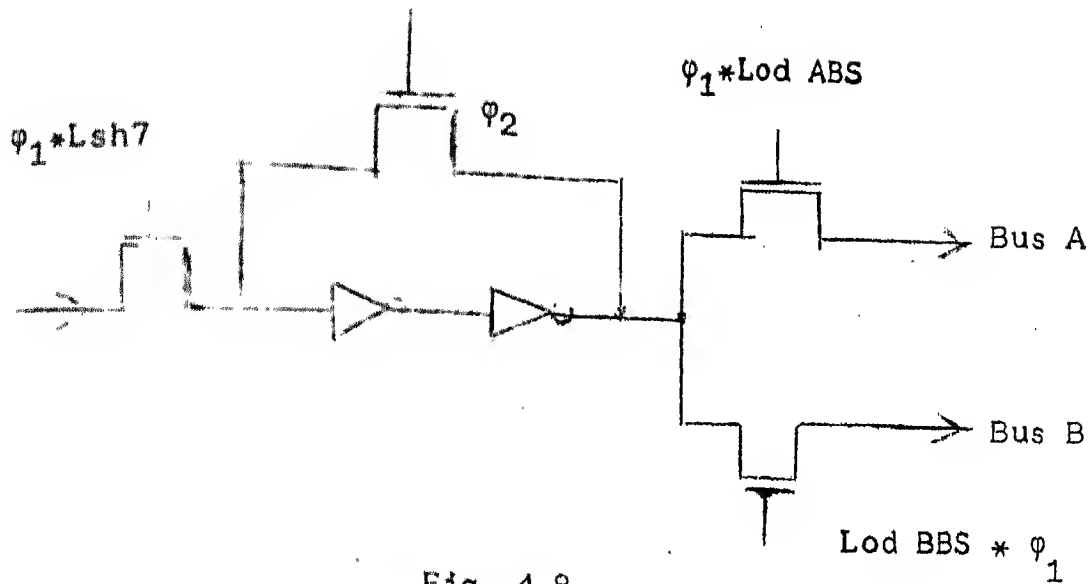 φ1*Lod ABS
φ2
φ1*Lsh7
Bus A
Bus B
Lod BBS * φ1
Fig. 4.8